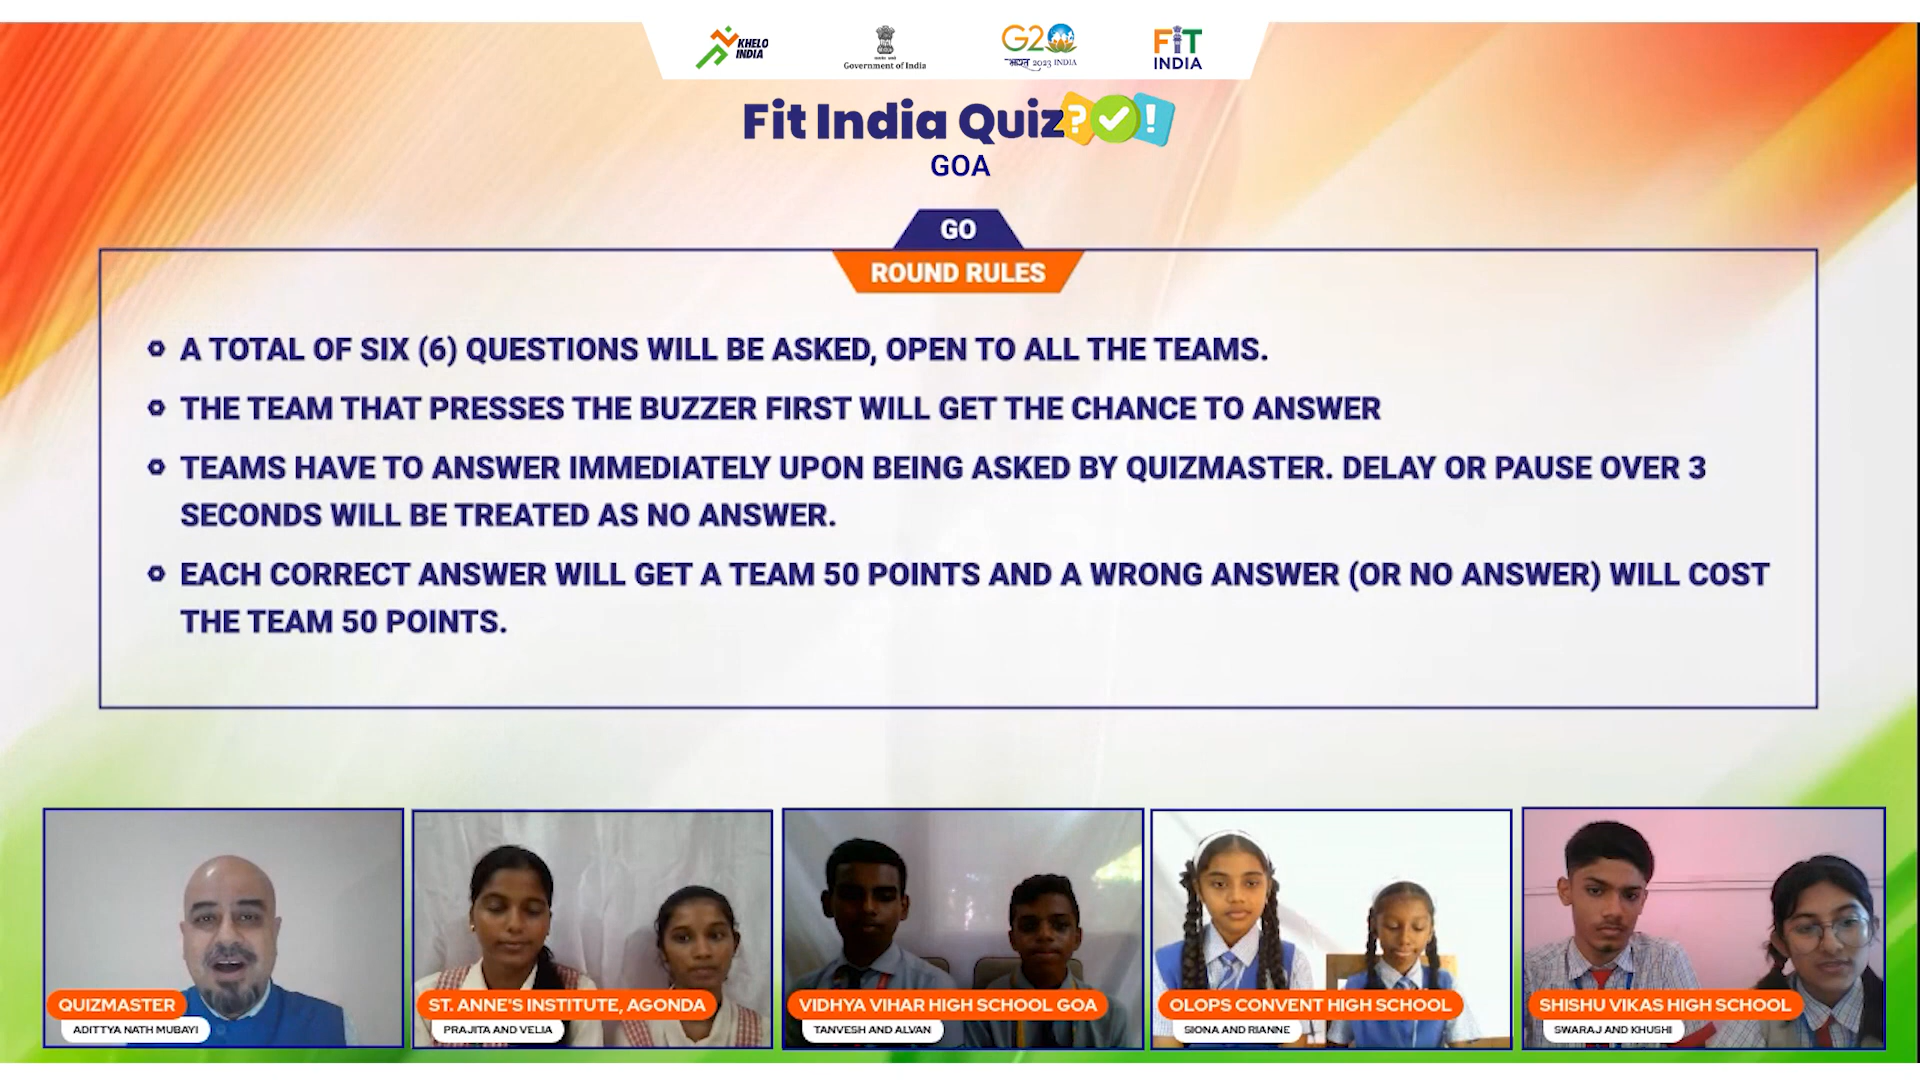 KHELO
INDIA
Government of India
G20
भारत 2023 INDIA
FIT
INDIA
Fit India Quiz?!
GOA
GO
ROUND RULES
A TOTAL OF SIX (6) QUESTIONS WILL BE ASKED, OPEN TO ALL THE TEAMS.
THE TEAM THAT PRESSES THE BUZZER FIRST WILL GET THE CHANCE TO ANSWER
TEAMS HAVE TO ANSWER IMMEDIATELY UPON BEING ASKED BY QUIZMASTER. DELAY OR PAUSE OVER 3
SECONDS WILL BE TREATED AS NO ANSWER.
EACH CORRECT ANSWER WILL GET A TEAM 50 POINTS AND A WRONG ANSWER (OR NO ANSWER) WILL COST
THE TEAM 50 POINTS.
QUIZMASTER
ADITTYA NATH MUBAYI
ST. ANNE'S INSTITUTE, AGONDA
PRAJITA AND VELIA
VIDHYA VIHAR HIGH SCHOOL GOA
TANVESH AND ALVAN
OLOPS CONVENT HIGH SCHOOL
SIONA AND RIANNE
SHISHU VIKAS HIGH SCHOOL
SWARAJ AND KHUSHI